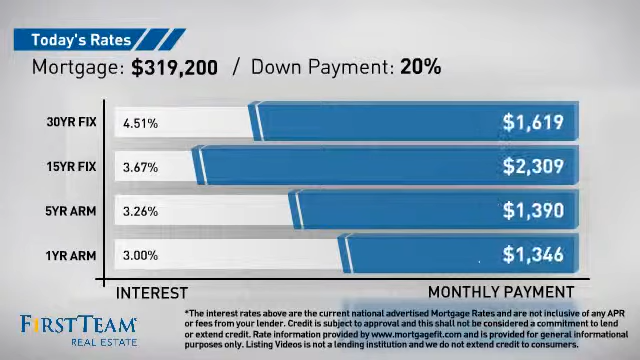 Today's Rates
Mortgage: $319,200 / Down Payment: 20%
30YR FIX 4.51% $1,619
15YR FIX 3.67% $2,309
5YR ARM 3.26% $1,390
1YR ARM 3.00% $1,346
INTEREST MONTHLY PAYMENT
FIRSTTEAM®
REAL ESTATE
*The interest rates above are the current national advertised Mortgage Rates and are not inclusive of any APR
or fees from your lender. Credit is subject to approval and this shall not be considered a commitment to lend
or extend credit. Rate information provided by www.mortgagefit.com and is provided for general informational
purposes only. Listing Videos is not a lending institution and we do not extend credit to consumers.